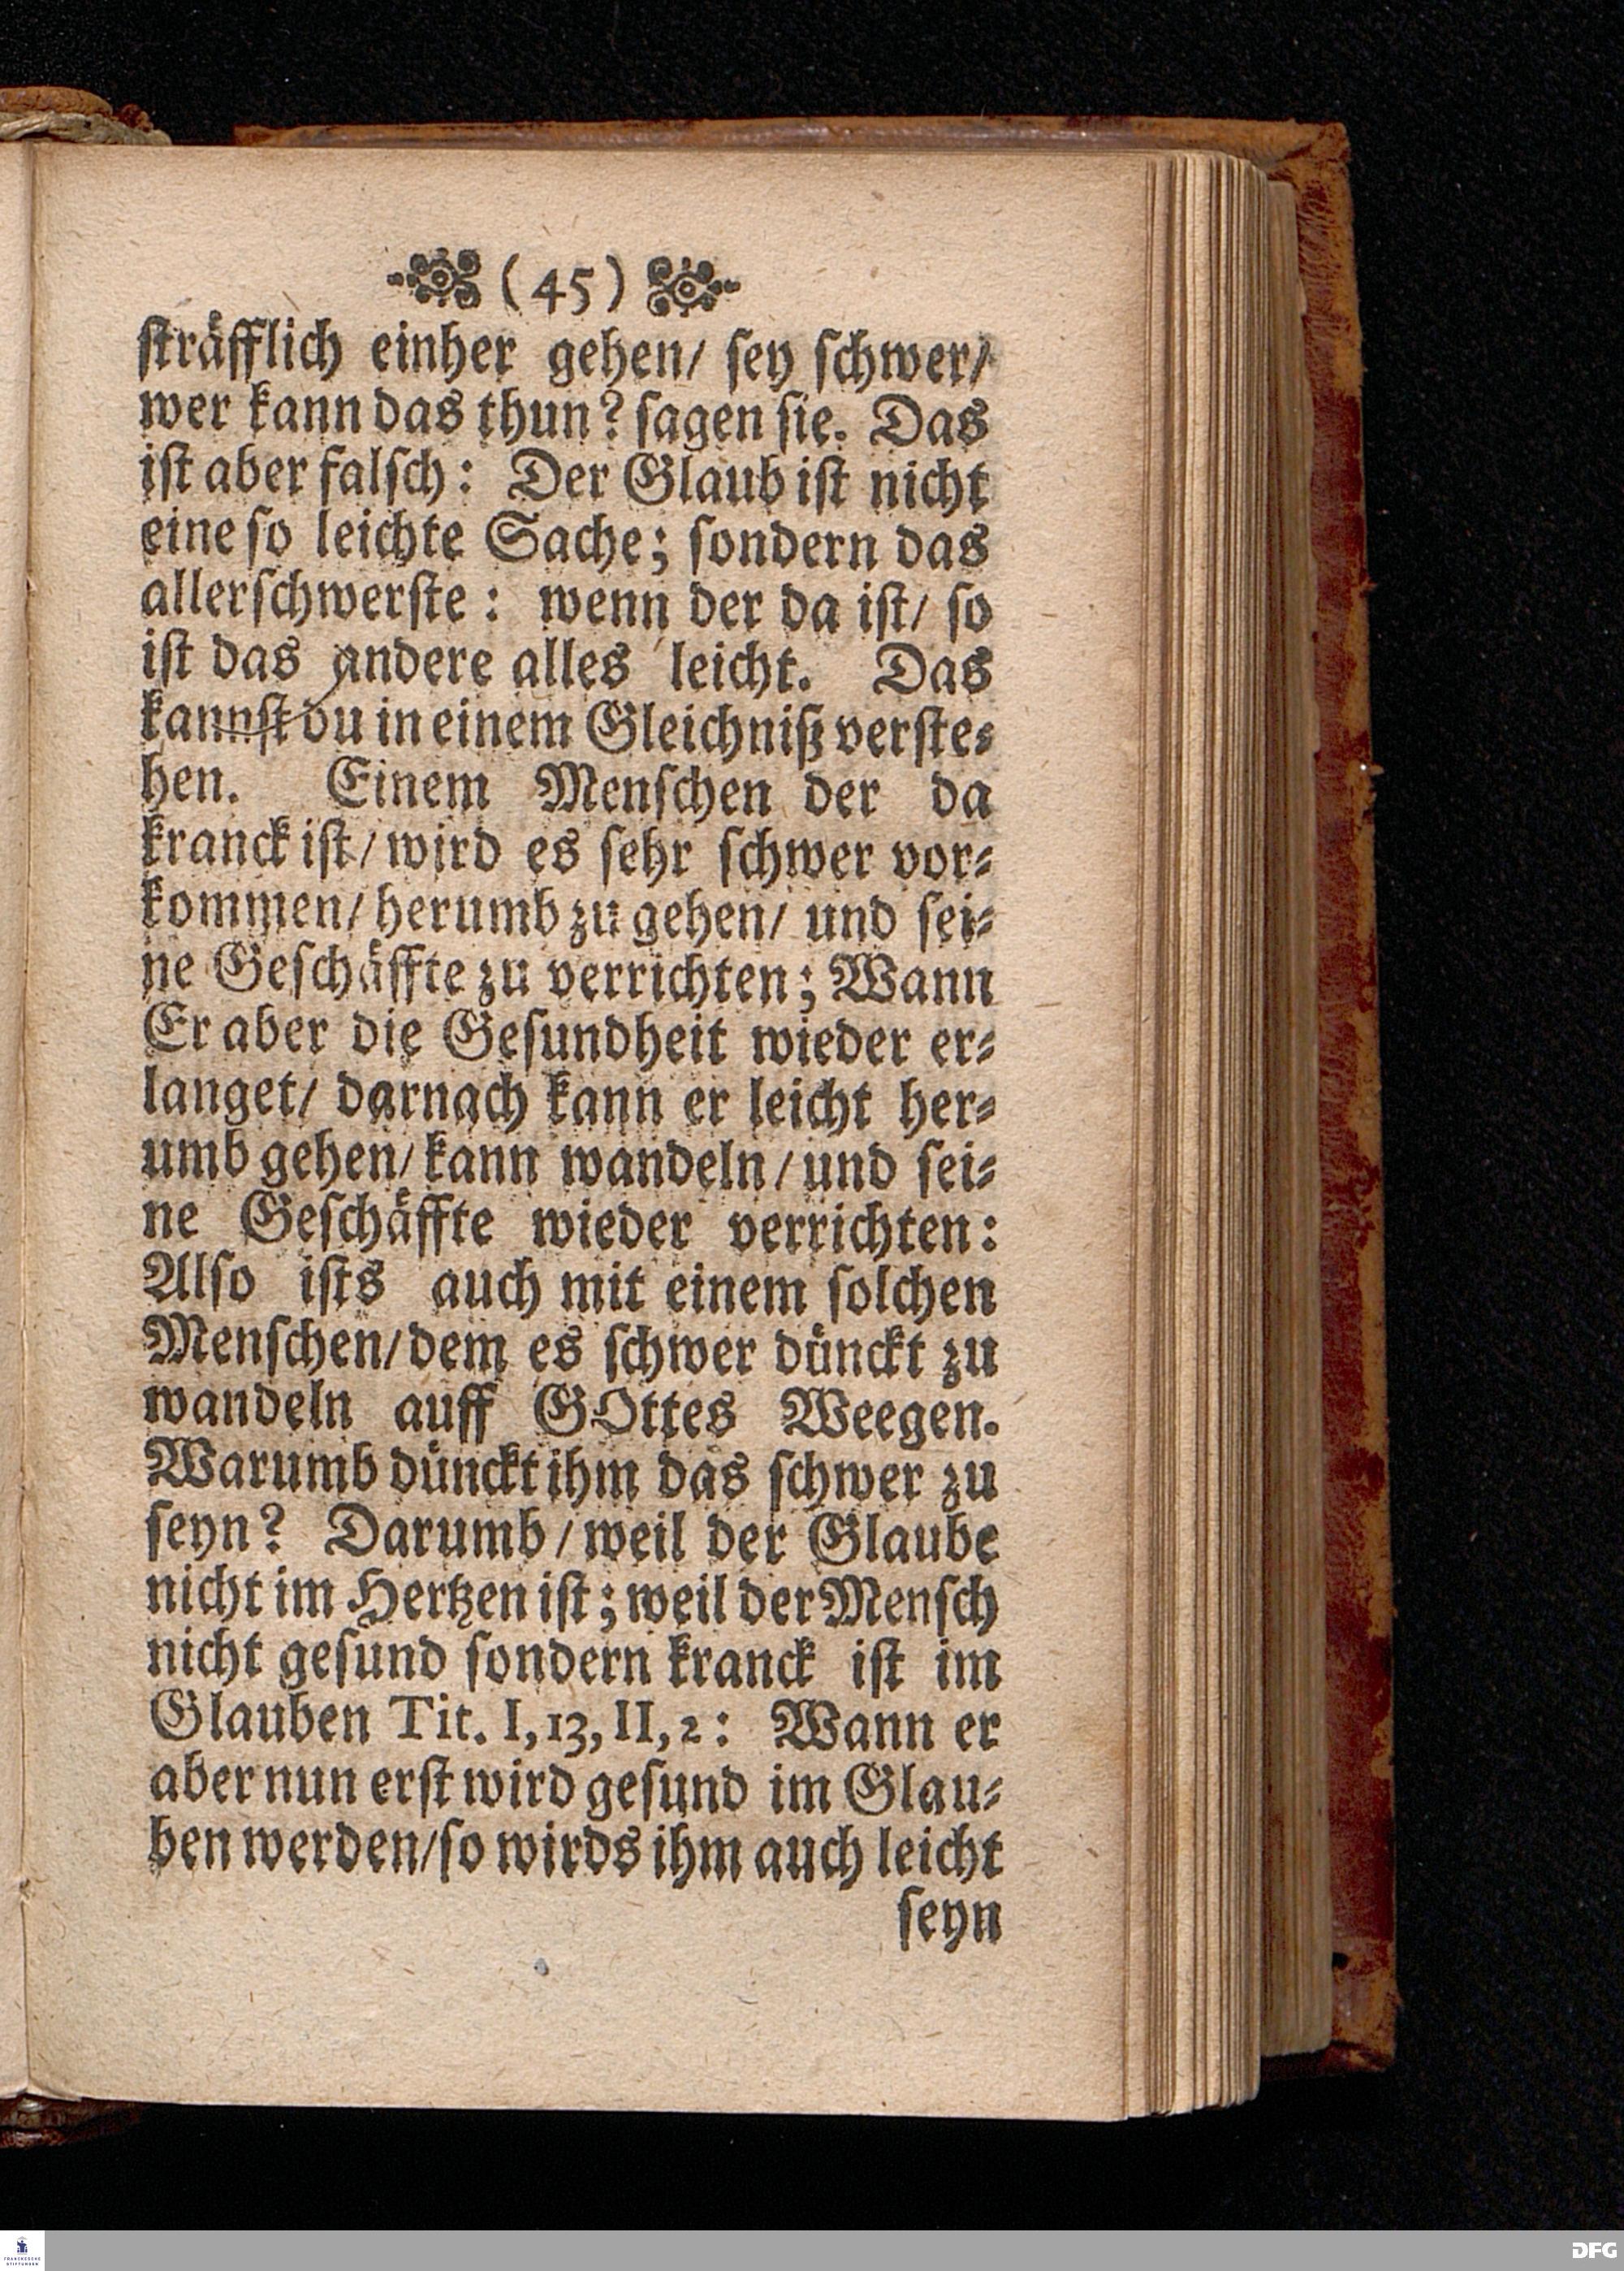 (45)
sträfflich einher gehen/ sey schwer/
wer kann das thun? sagen sie. Das
ist aber falsch: Der Glaub ist nicht
eine so leichte Sache; sondern das
allerschwerste: wenn der da ist/ so
ist das andere alles leicht. Das
kannst du in einem Gleichniß verste-
hen. Einem Menschen der da
kranck ist/ wird es sehr schwer vor-
kommen/ herumb zu gehen/ und sei-
ne Geschäffte zu verrichten; Wann
Er aber die Gesundheit wieder er-
langet/ darnach kann er leicht her-
umb gehen/ kann wandeln/ und sei-
ne Geschäffte wieder verrichten:
Also ists auch mit einem solchen
Menschen/ dem es schwer dünckt zu
wandeln auff GOttes Weegen.
Warumb dünckt ihm das schwer zu
seyn? Darumb/ weil der Glaube
nicht im Hertzen ist; weil der Mensch
nicht gesund sondern kranck ist im
Glauben Tit. I, 13, II, 2: Wann er
aber nun erst wird gesund im Glau-
ben werden/ so wirds ihm auch leicht
seyn
FRANCKESCHE
STIFTUNGEN
DFG